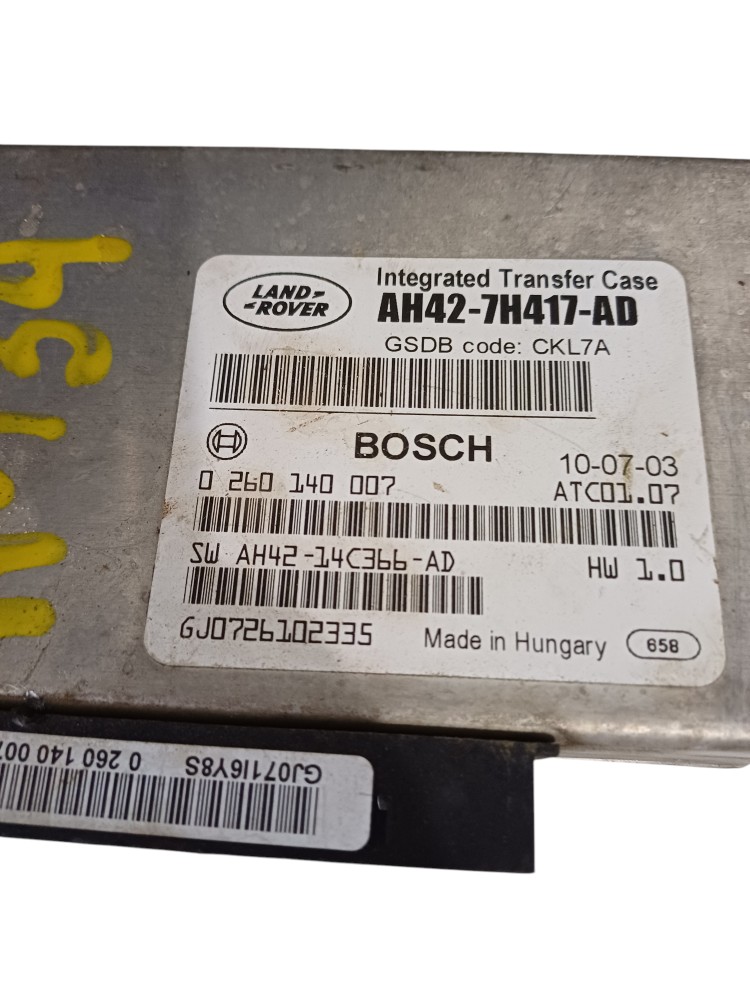 LAND ROVER
Integrated Transfer Case
AH42-7H417-AD
GSDB code: CKL7A
BOSCH
10-07-03
0 260 140 007
ATC01.07
SW AH42-14C366-AD
HW 1.0
GJ0726102335
Made in Hungary
658
0 260 140 007
GJ071I6Y8S